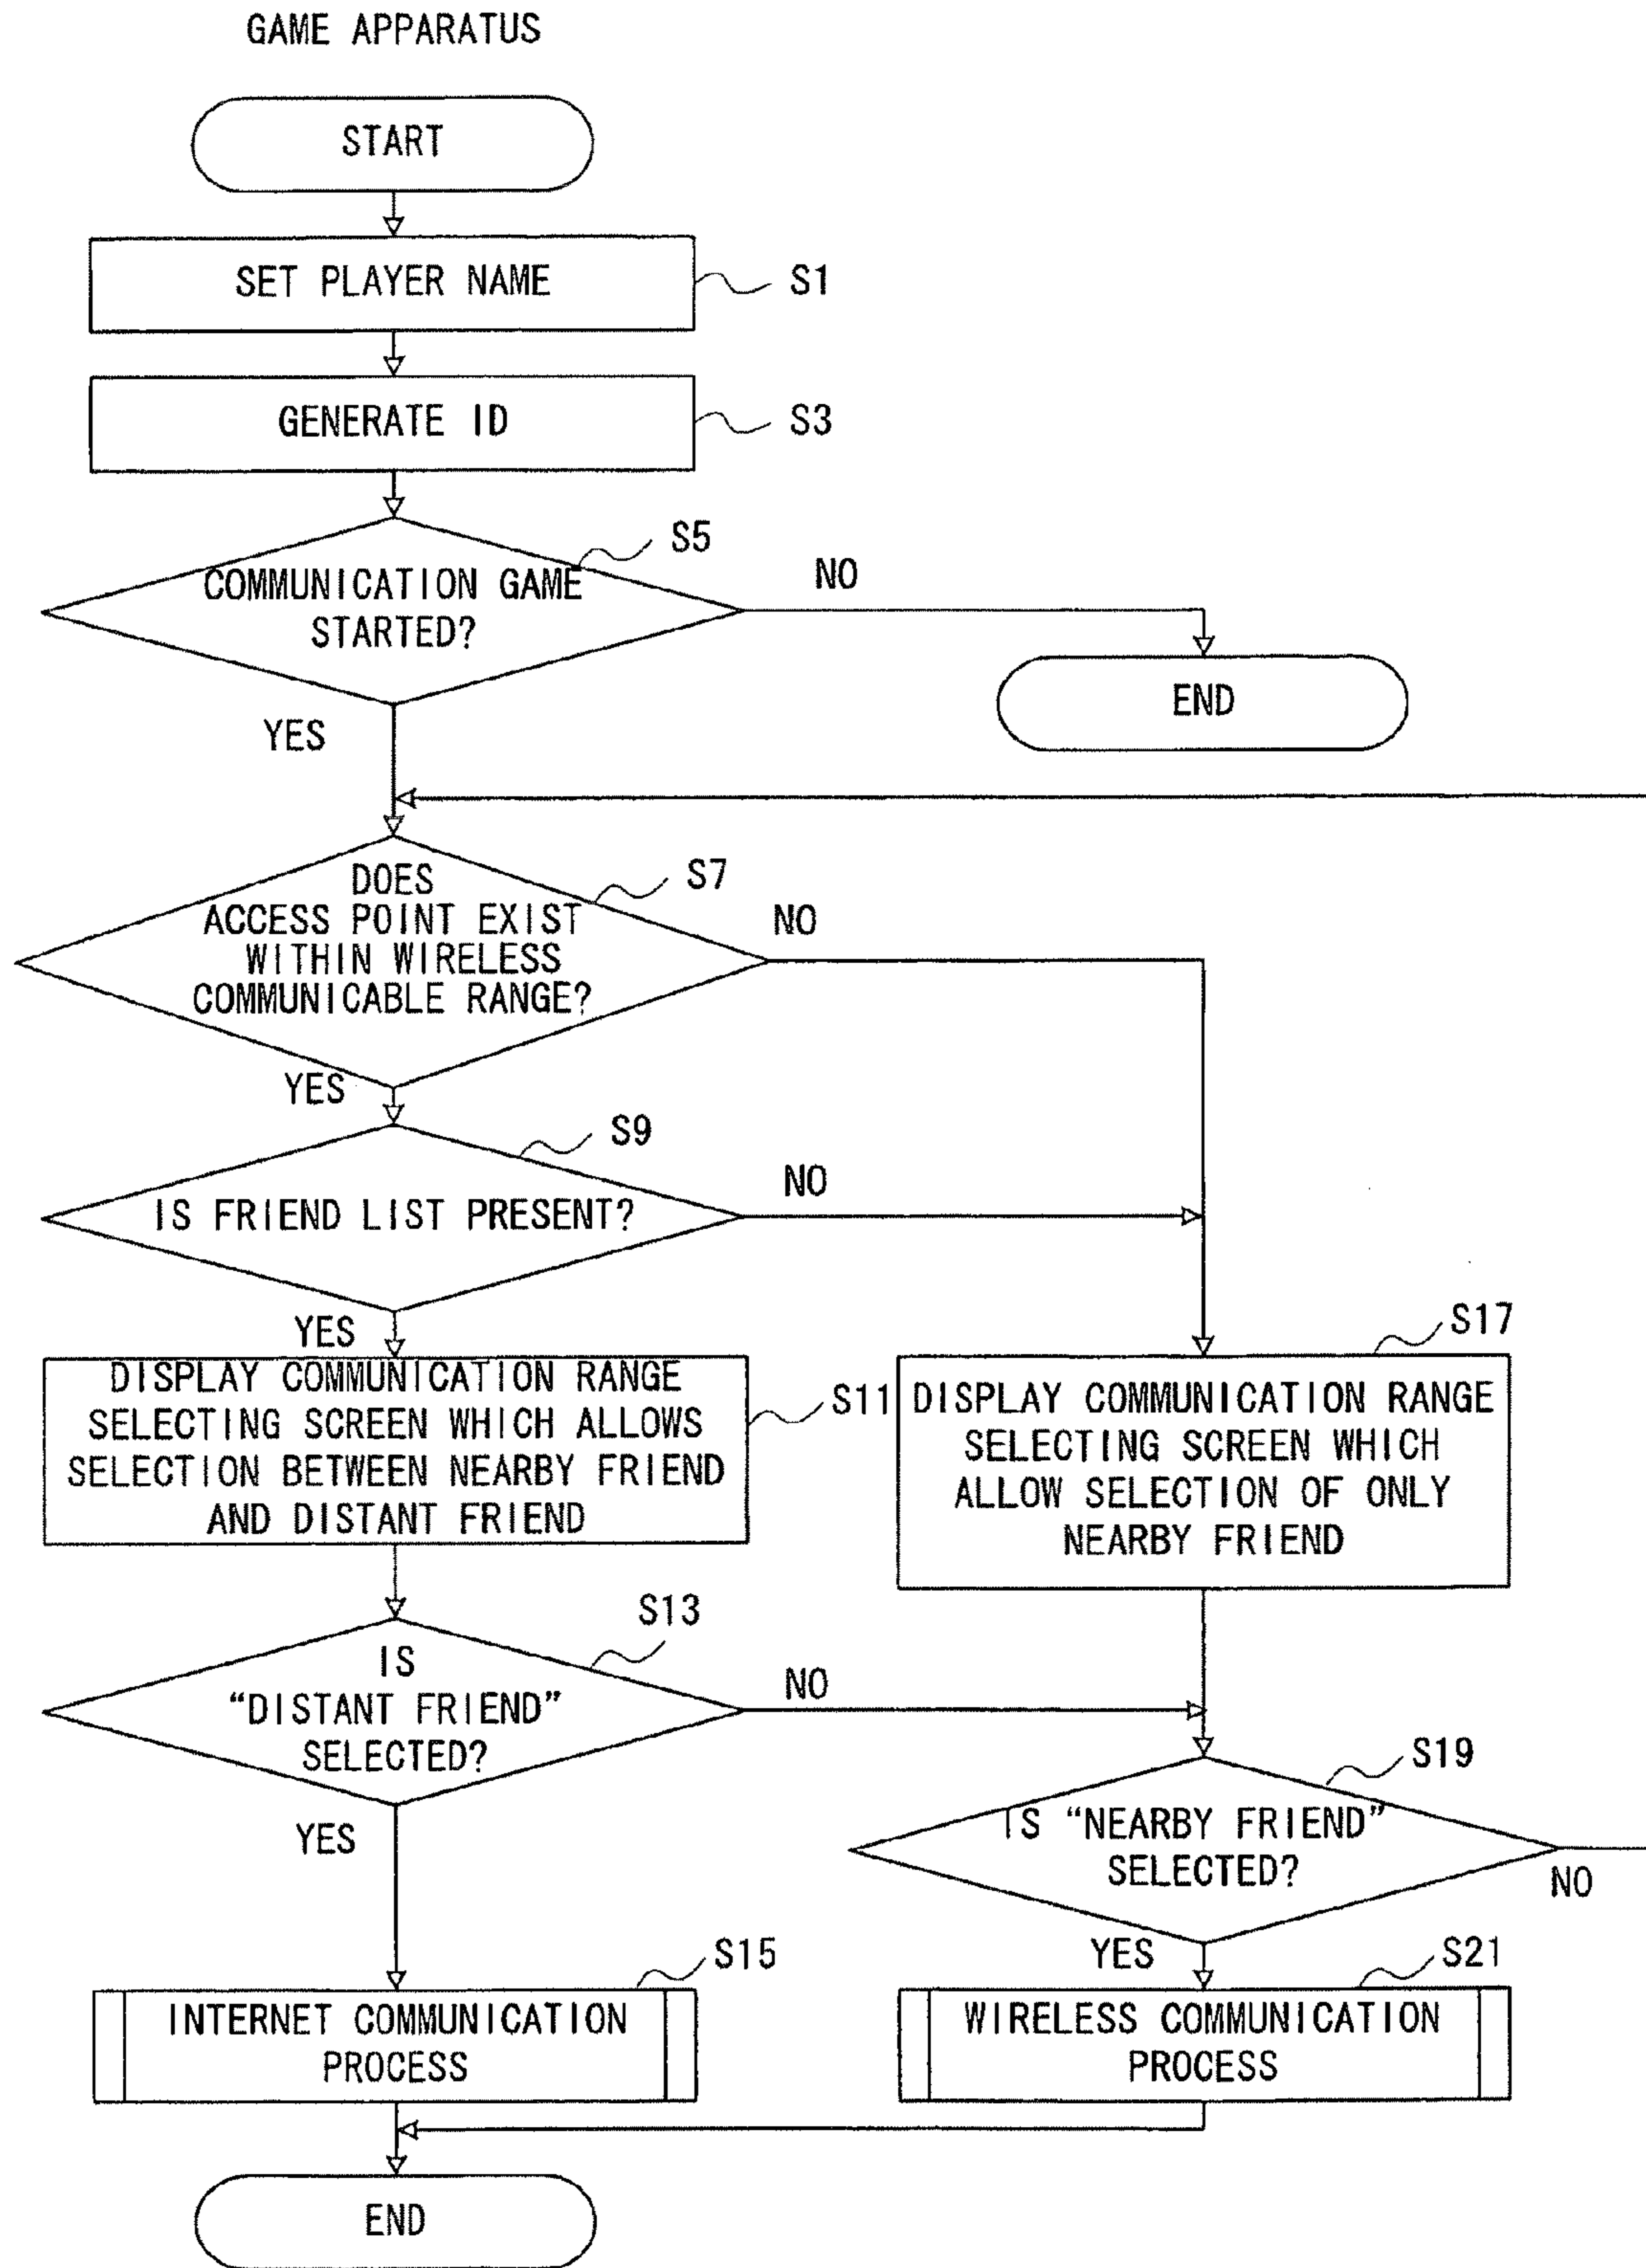 GAME APPARATUS
START
SET PLAYER NAME
S1
GENERATE ID
S3
S5
COMMUNICATION GAME
STARTED?
NO
END
YES
S7
DOES
ACCESS POINT EXIST
WITHIN WIRELESS
COMMUNICABLE RANGE?
NO
YES
S9
IS FRIEND LIST PRESENT?
NO
YES
S11
DISPLAY COMMUNICATION RANGE
SELECTING SCREEN WHICH ALLOWS
SELECTION BETWEEN NEARBY FRIEND
AND DISTANT FRIEND
S17
DISPLAY COMMUNICATION RANGE
SELECTING SCREEN WHICH
ALLOW SELECTION OF ONLY
NEARBY FRIEND
S13
IS
“DISTANT FRIEND”
SELECTED?
NO
YES
S19
IS “NEARBY FRIEND”
SELECTED?
NO
YES
S15
INTERNET COMMUNICATION
PROCESS
S21
WIRELESS COMMUNICATION
PROCESS
END